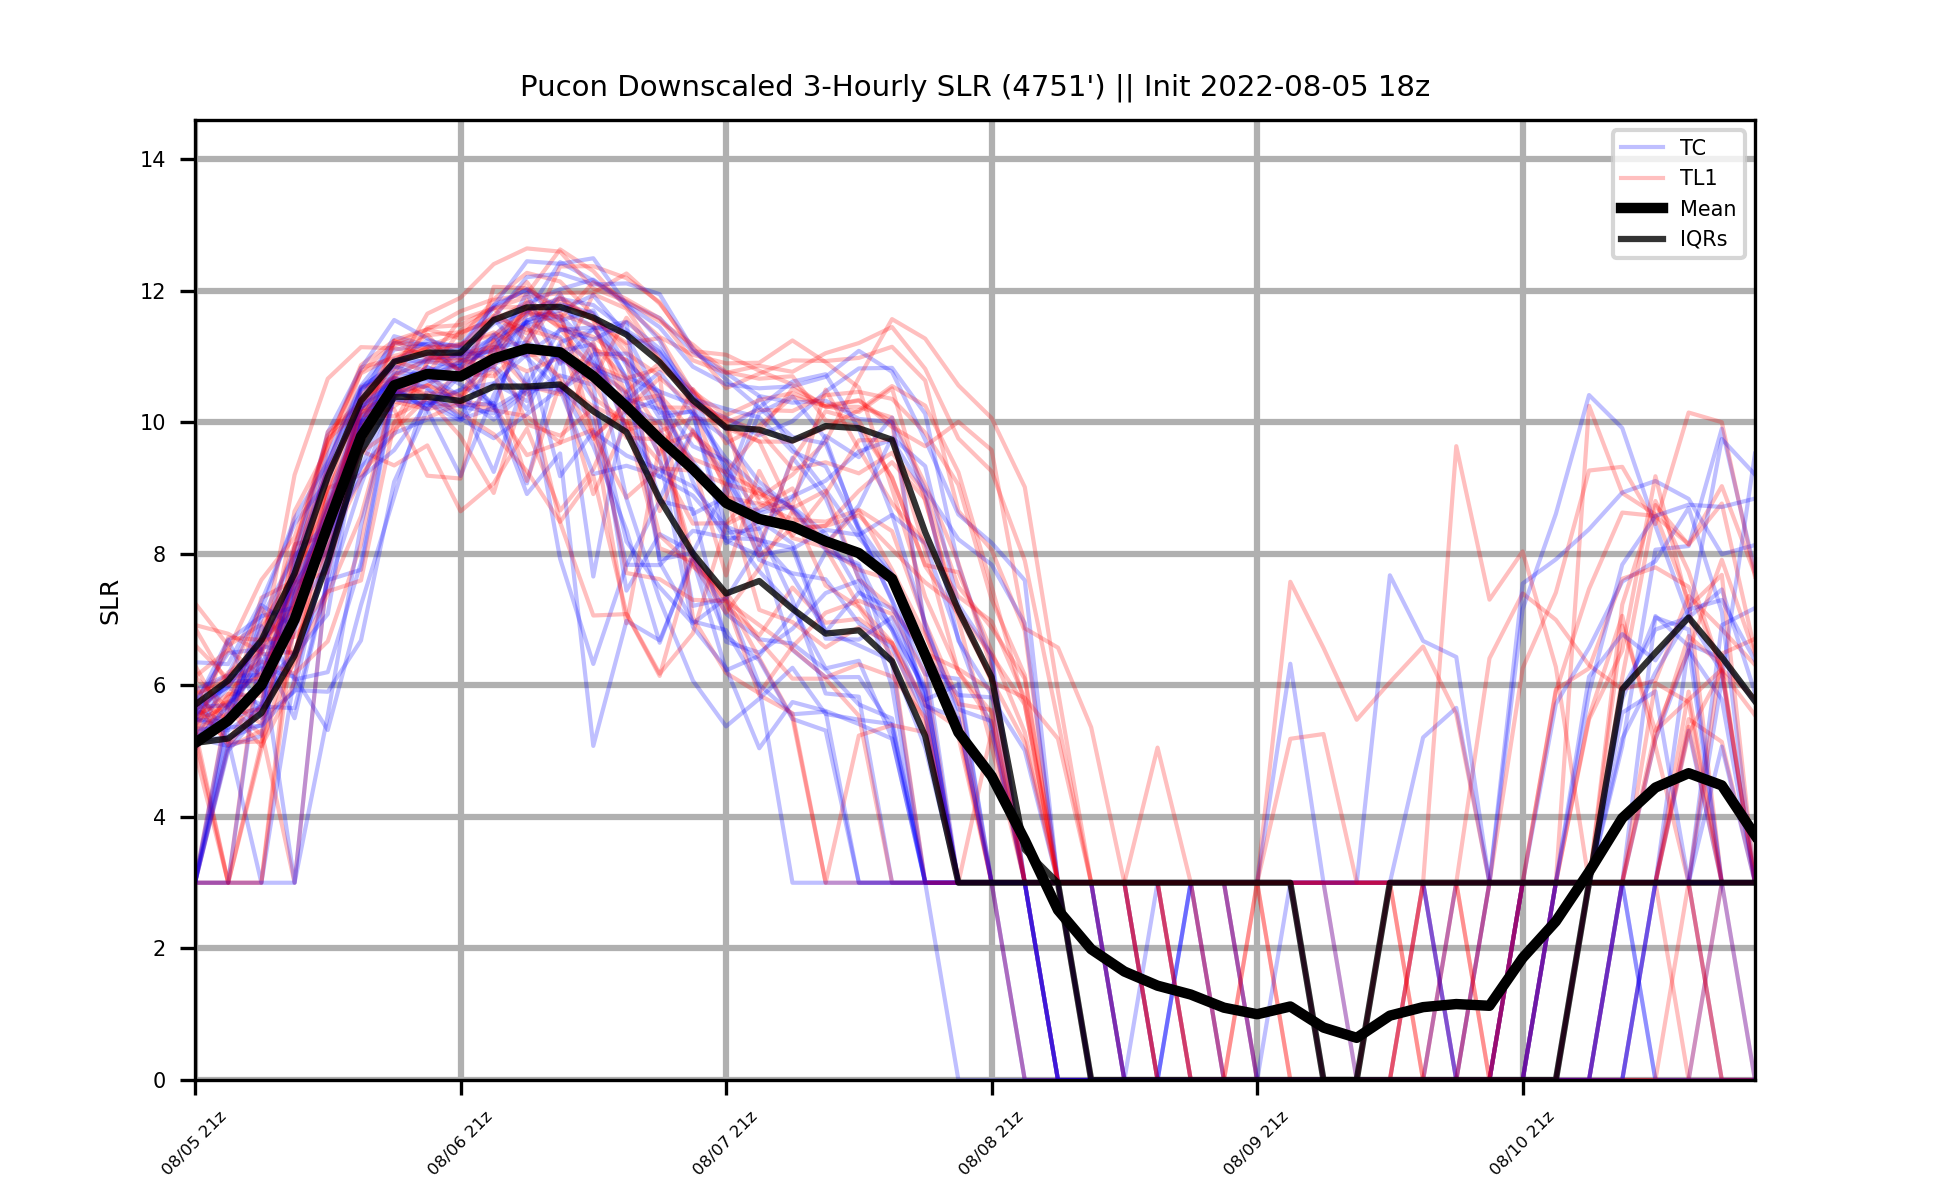 Pucon Downscaled 3-Hourly SLR (4751') || Init 2022-08-05 18z
TC
TL1
Mean
IQRs
SLR
14
12
10
8
6
4
2
0
08/05 21z
08/06 21z
08/07 21z
08/08 21z
08/09 21z
08/10 21z